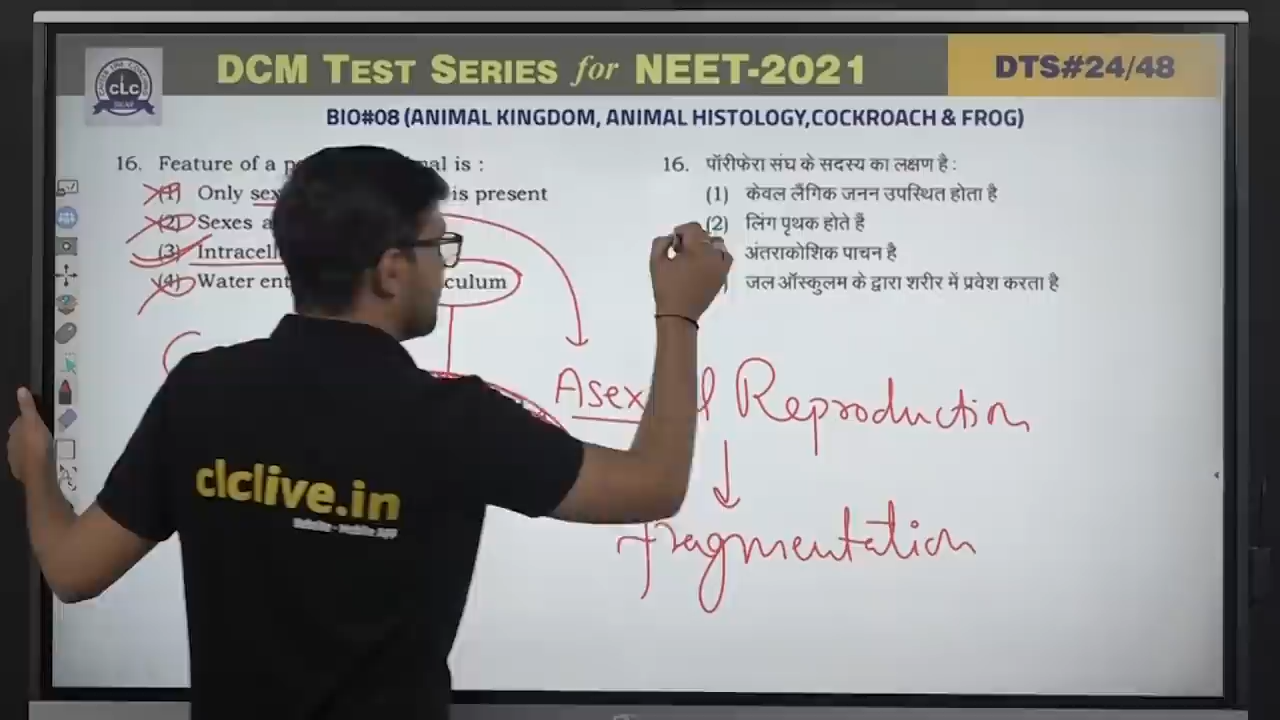 DCM TEST SERIES for NEET-2021
DTS#24/48
CLC
BIO#08 (ANIMAL KINGDOM, ANIMAL HISTOLOGY,COCKROACH & FROG)
16. Feature of a al is :
(1) Only sex is present
(2) Sexes a
(3) Intracell
(4) Water ent culum
16. पॉरीफेरा संघ के सदस्य का लक्षण है :
(1) केवल लैंगिक जनन उपस्थित होता है
(2) लिंग पृथक होते हैं
अंतराकोशिक पाचन है
जल ऑस्कुलम के द्वारा शरीर में प्रवेश करता है
Asex l Reproduction
fragmentation
clclive.in